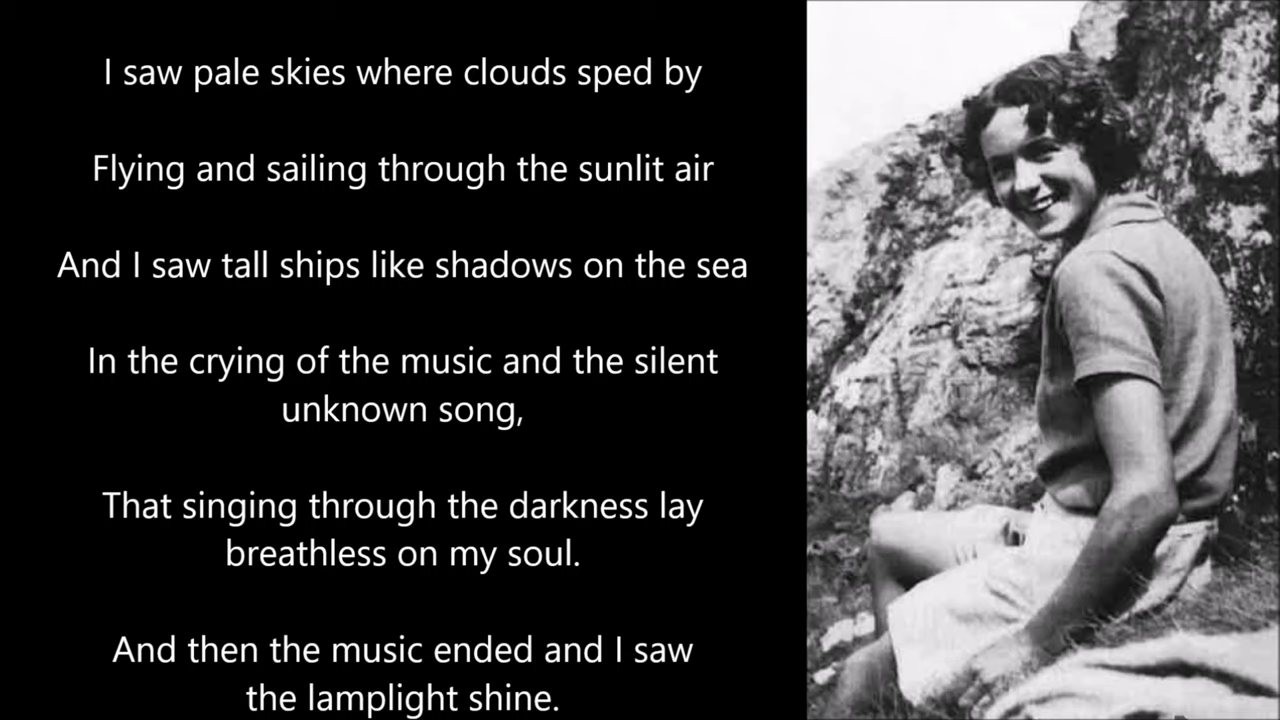 I saw pale skies where clouds sped by
Flying and sailing through the sunlit air
And I saw tall ships like shadows on the sea
In the crying of the music and the silent
unknown song,
That singing through the darkness lay
breathless on my soul.
And then the music ended and I saw
the lamplight shine.